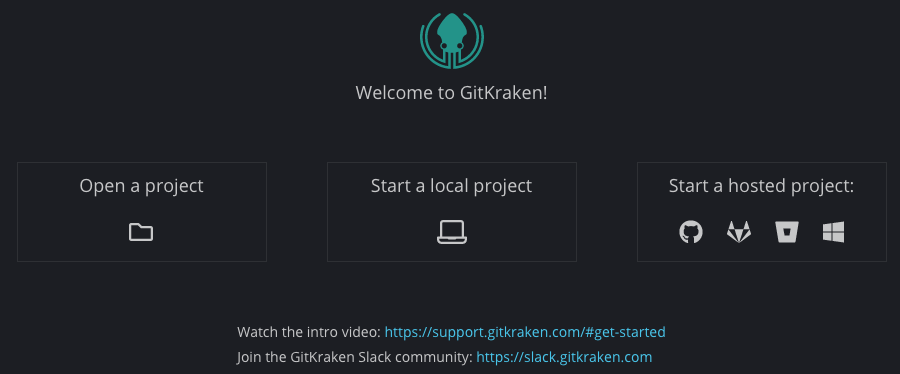 Welcome to GitKraken!
Open a project
Start a local project
Start a hosted project:
Watch the intro video: https://support.gitkraken.com/#get-started
Join the GitKraken Slack community: https://slack.gitkraken.com